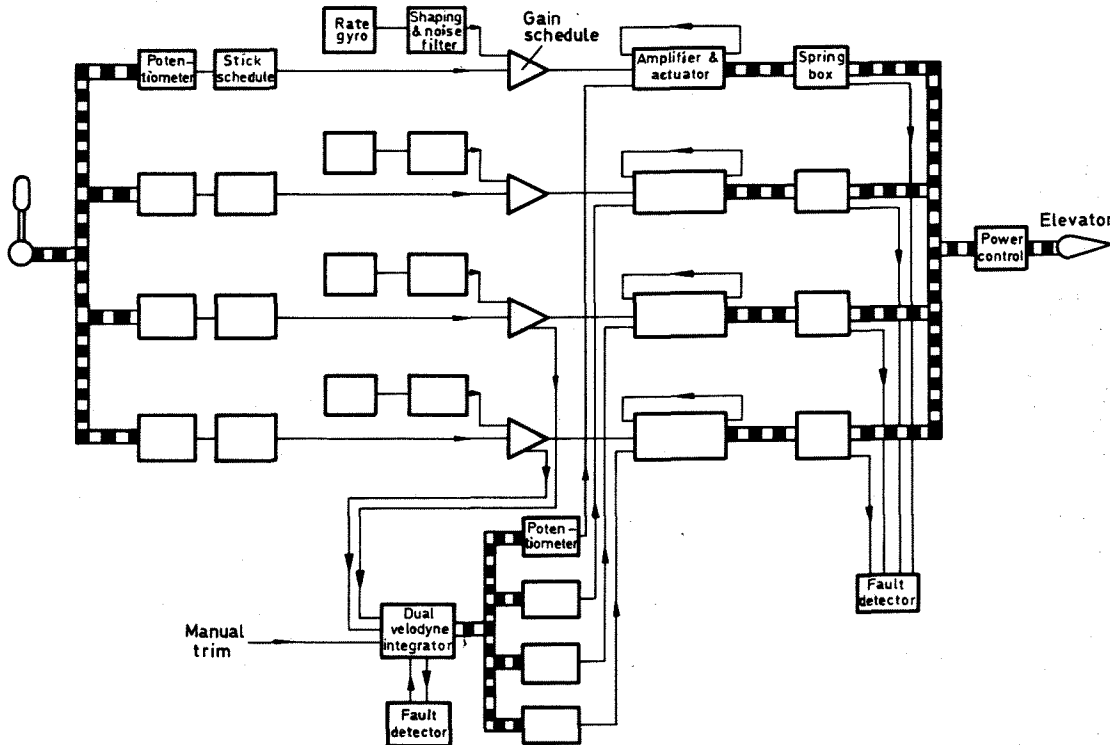 Rate
gyro
Shaping
& noise
filter
Gain
schedule
Poten-
tiometer
Stick
schedule
Amplifier &
actuator
Spring
box
Elevator
Power
control
Poten-
tiometer
Dual
velodyne
integrator
Manual
trim
Fault
detector
Fault
detector